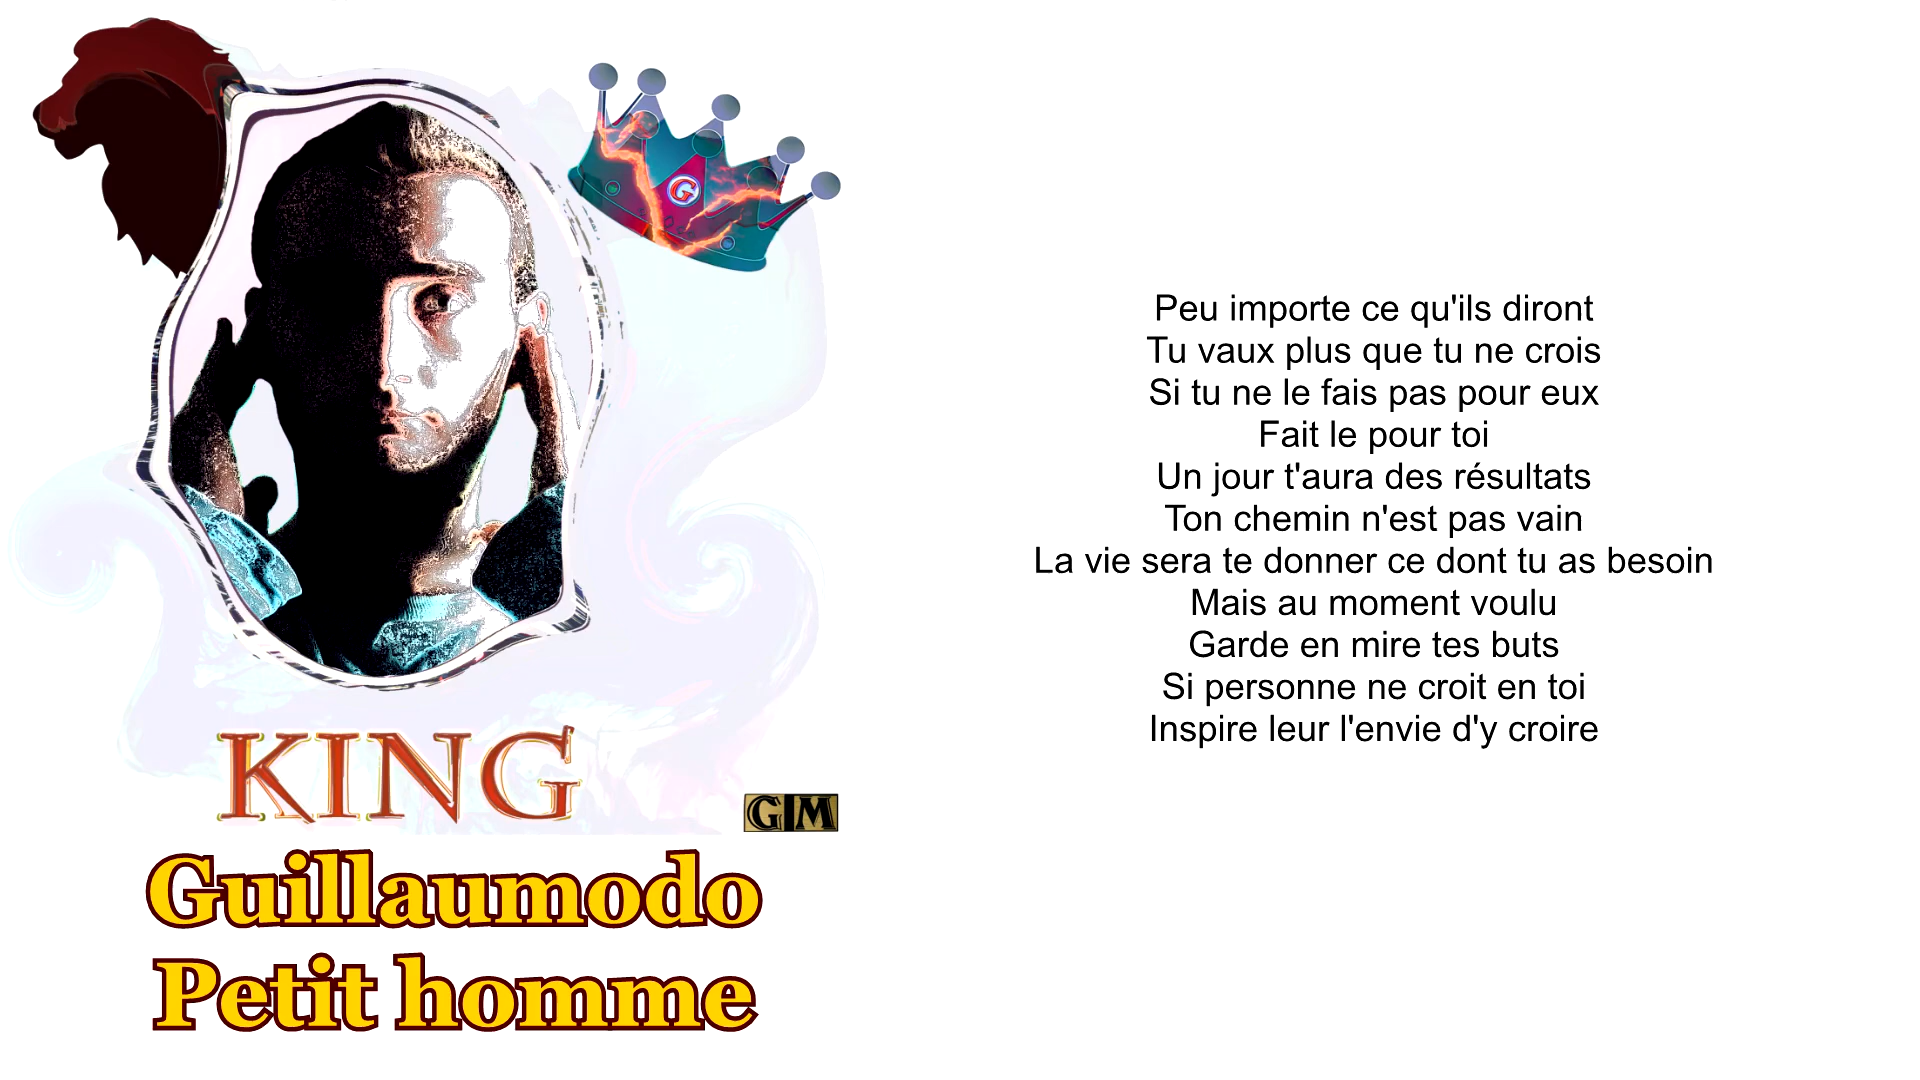 G
KING
GIM
Guillaumodo
Petit homme
Peu importe ce qu'ils diront
Tu vaux plus que tu ne crois
Si tu ne le fais pas pour eux
Fait le pour toi
Un jour t'aura des résultats
Ton chemin n'est pas vain
La vie sera te donner ce dont tu as besoin
Mais au moment voulu
Garde en mire tes buts
Si personne ne croit en toi
Inspire leur l'envie d'y croire